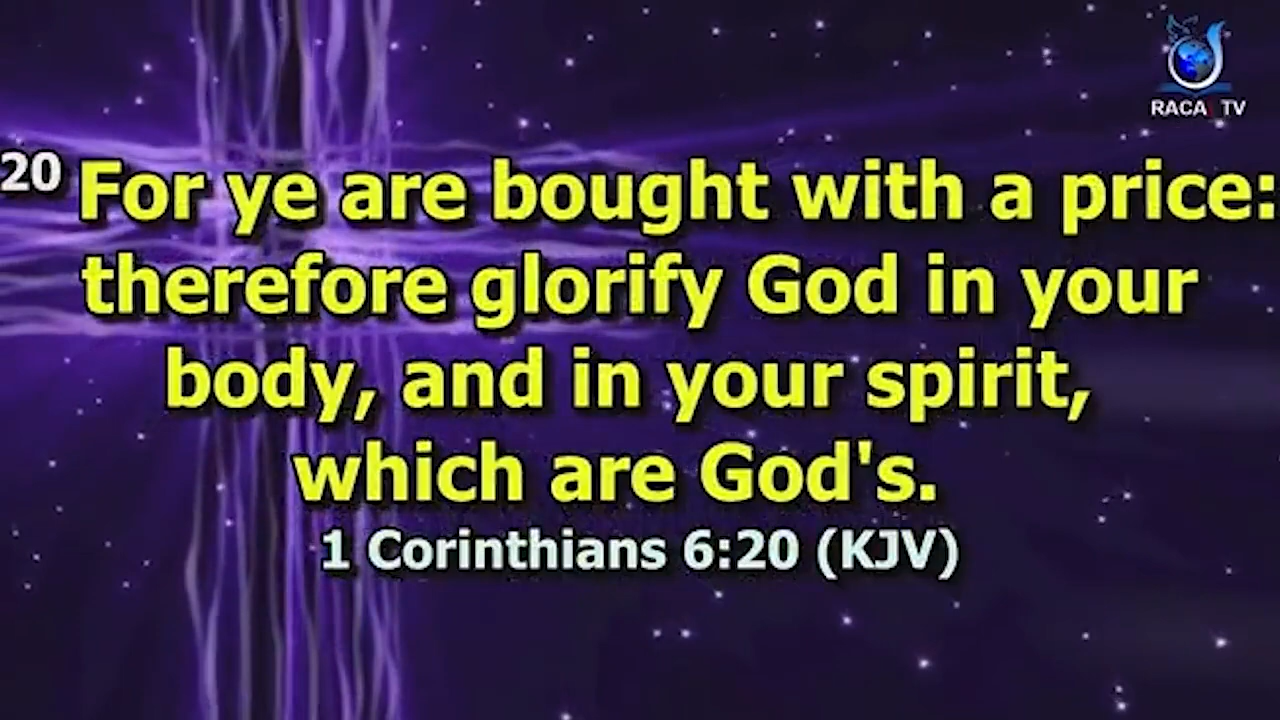 RACAL TV
20 For ye are bought with a price:
therefore glorify God in your
body, and in your spirit,
which are God's.
1 Corinthians 6:20 (KJV)